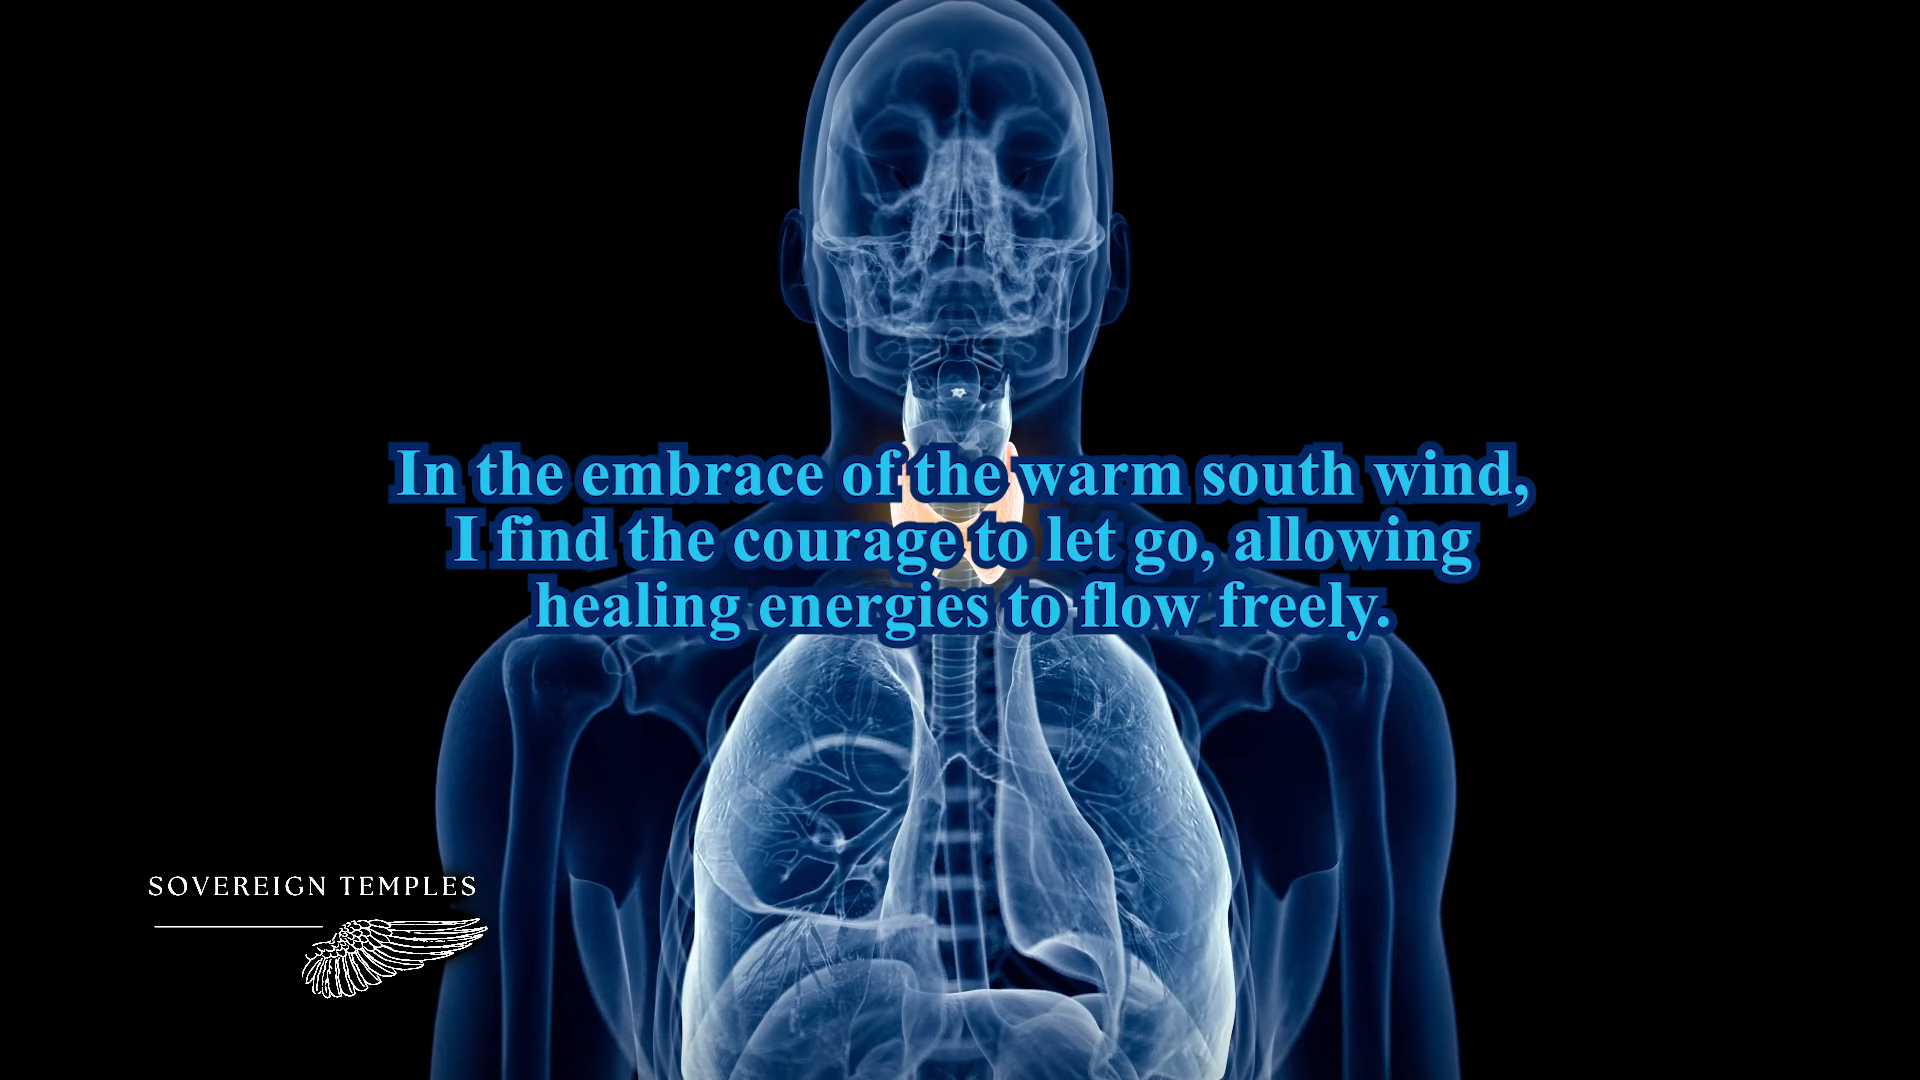 In the embrace of the warm south wind,
I find the courage to let go, allowing
healing energies to flow freely.
SOVEREIGN TEMPLES